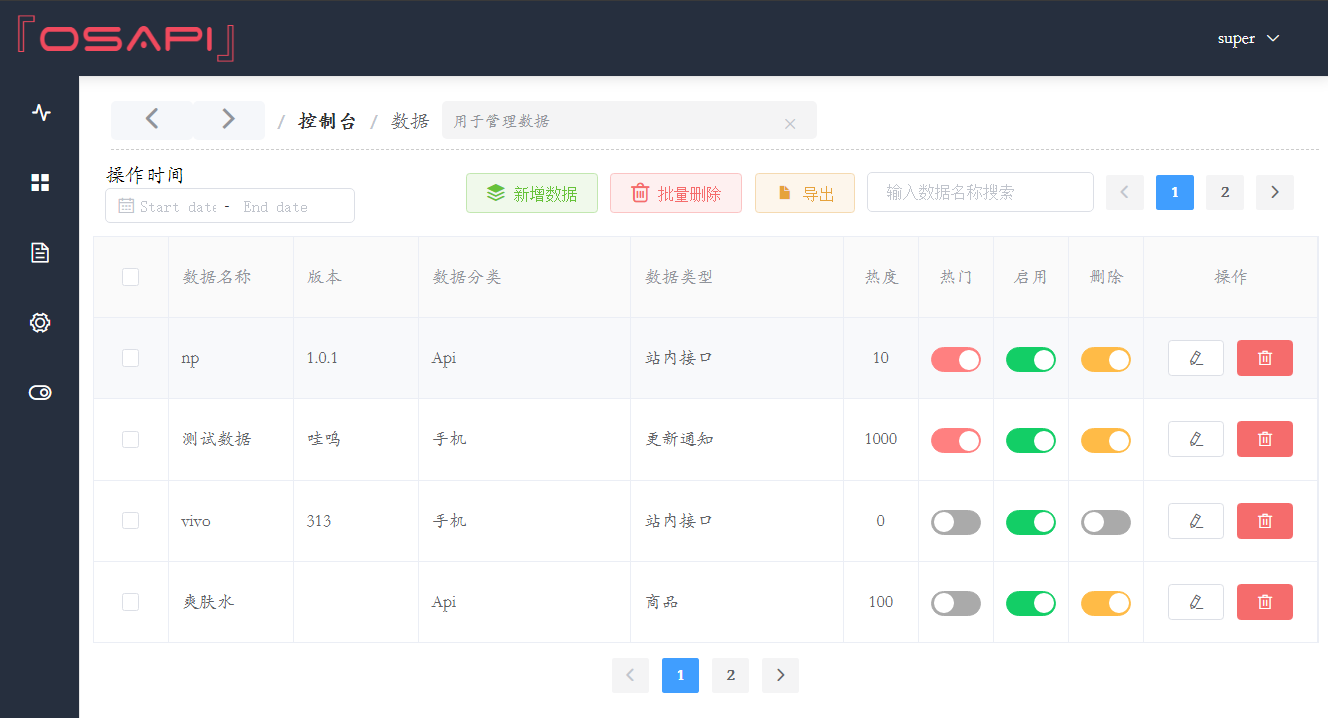 『OSAPI』
super
/ 控制台 / 数据 用于管理数据
操作时间
Start date - End date
新增数据 批量删除 导出 输入数据名称搜索 1 2
数据名称 版本 数据分类 数据类型 热度 热门 启用 删除 操作
np 1.0.1 Api 站内接口 10
测试数据 哇呜 手机 更新通知 1000
vivo 313 手机 站内接口 0
爽肤水 Api 商品 100
1 2